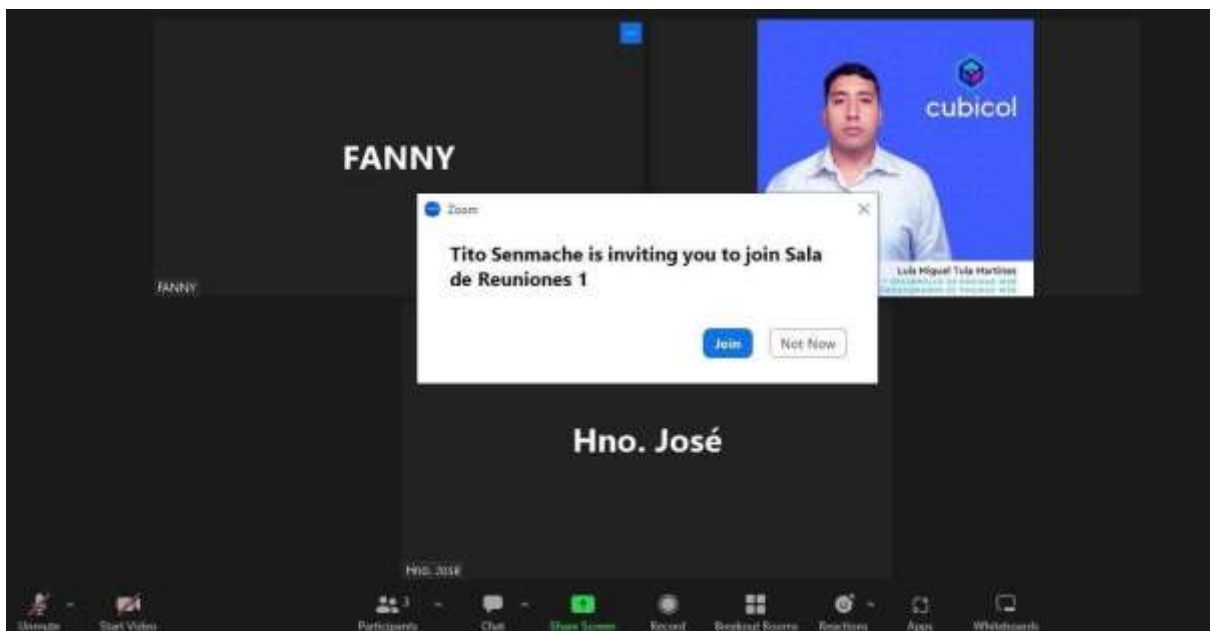 FANNY
cubicol
Zoom
Tito Senmache is inviting you to join Sala
de Reuniones 1
Join
Not Now
Luis Miguel Tula Martinez
FANNY
Hno. José
Hno. José
Unmute
Start Video
3
Participants
Chat
Share Screen
Record
Breakout Rooms
Reactions
Apps
Whiteboards